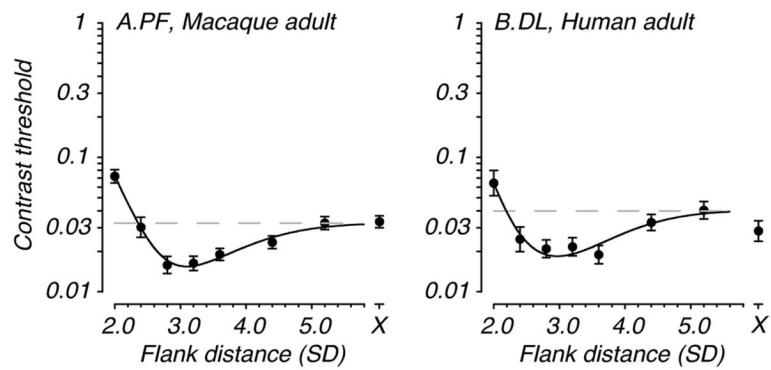 A.PF, Macaque adult
B.DL, Human adult
Contrast threshold
1
0.3
0.1
0.03
0.01
1
0.3
0.1
0.03
0.01
2.0 3.0 4.0 5.0 X
2.0 3.0 4.0 5.0 X
Flank distance (SD)
Flank distance (SD)